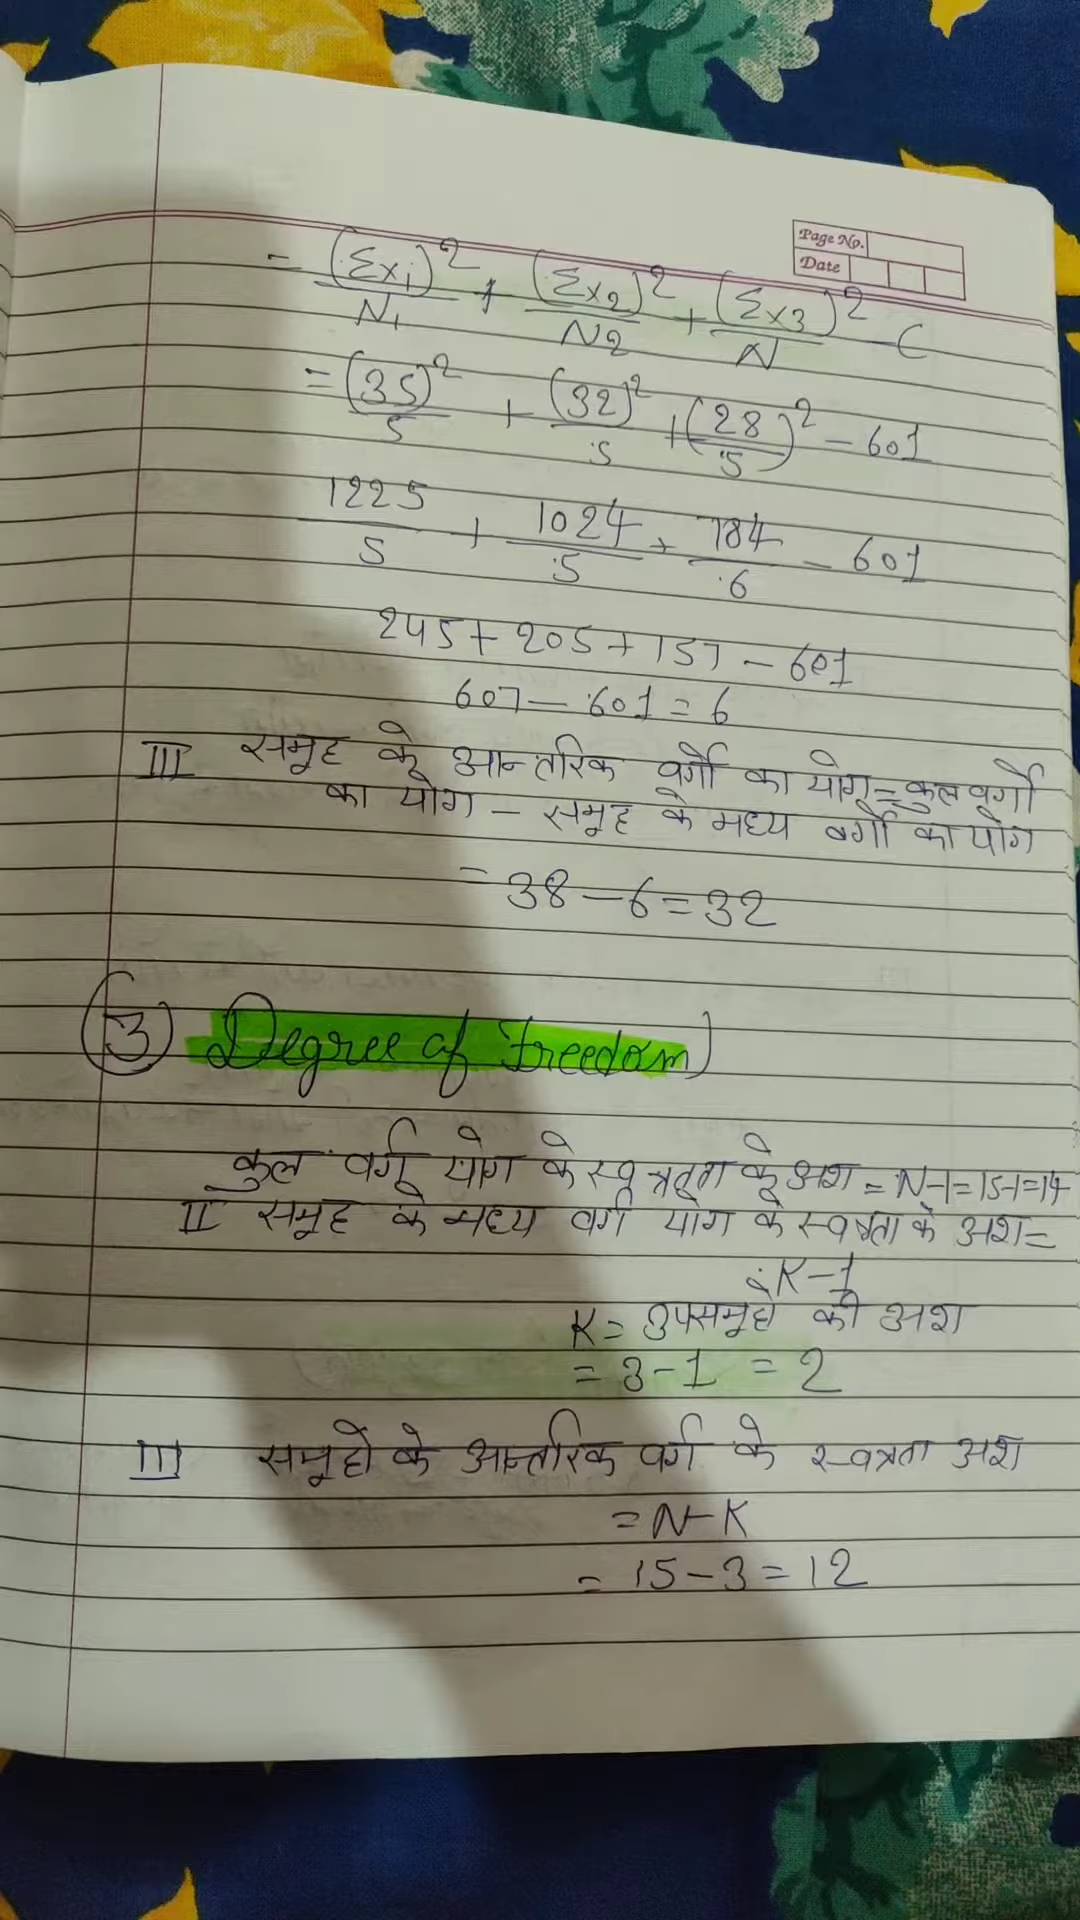 Page No.
Date
= (Σx1)²/N1 + (Σx2)²/N2 + (Σx3)²/N - C
= (35)²/5 + (32)²/5 + (28/5)² - 601
1225/5 + 1024/5 + 784/6 - 601
245 + 205 + 157 - 601
607 - 601 = 6
III समूह के आन्तरिक वर्गो का योग = कुल वर्गो
का योग - समूह के मध्य वर्गो का योग
= 38 - 6 = 32
(3) Degree of freedom)
कुल वर्ग योग के स्वत्रता के अंश = N-1=15-1=14
II समूह के मध्य वर्ग योग के स्वत्रता के अश=
K-1
K= उपसमूहो की अश
= 3-1 = 2
III समूहो के आन्तरिक वर्ग के स्वत्रता अश
= N-K
= 15-3=12